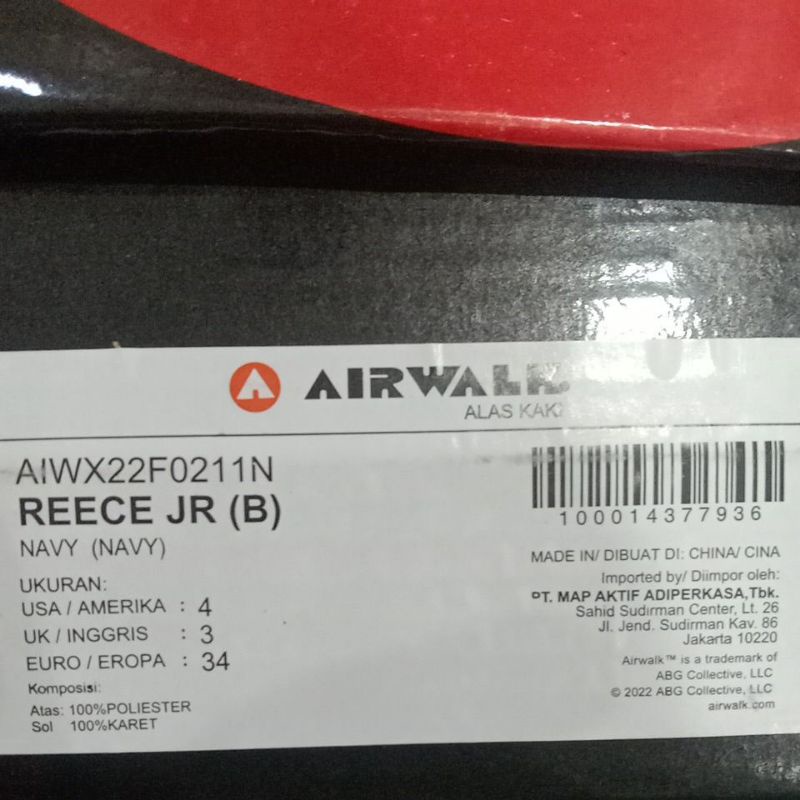 AIRWALK
ALAS KAKI
AIWX22F0211N
REECE JR (B)
NAVY (NAVY)
UKURAN:
USA / AMERIKA : 4
UK / INGGRIS : 3
EURO / EROPA : 34
Komposisi:
Atas: 100%POLIESTER
Sol 100%KARET
100014377936
MADE IN/ DIBUAT DI: CHINA/ CINA
Imported by/ Diimpor oleh:
PT. MAP AKTIF ADIPERKASA,Tbk.
Sahid Sudirman Center, Lt. 26
Jl. Jend. Sudirman Kav. 86
Jakarta 10220
Airwalk™ is a trademark of
ABG Collective, LLC
© 2022 ABG Collective, LLC
airwalk.com